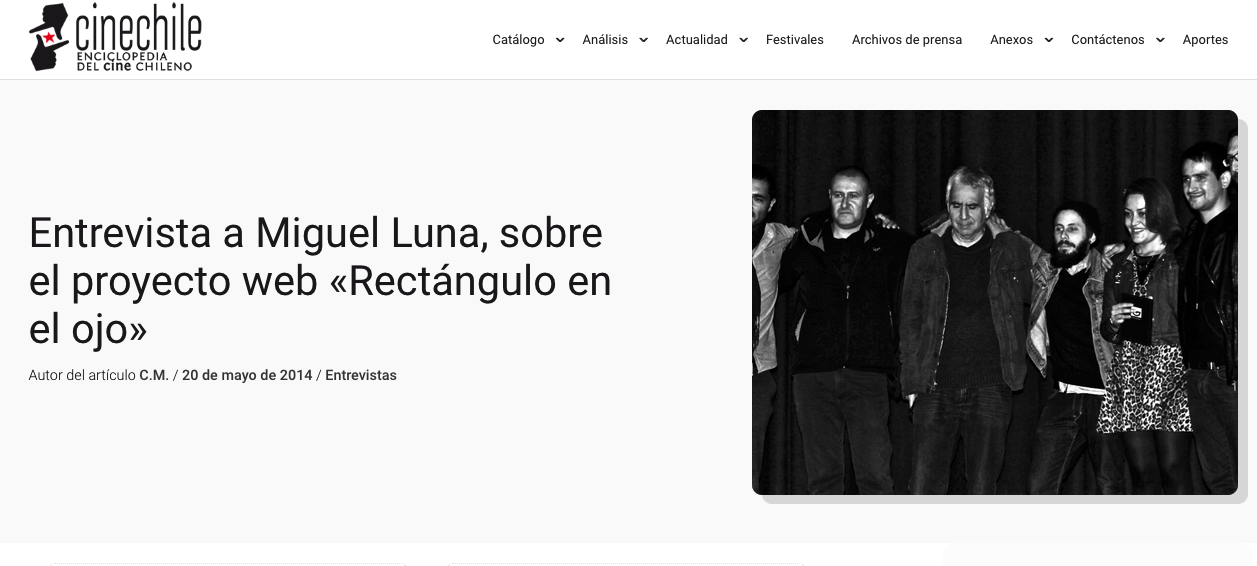 cinechile
ENCICLOPEDIA
DEL cine CHILENO
Catálogo Análisis Actualidad Festivales Archivos de prensa Anexos Contáctenos Aportes
Entrevista a Miguel Luna, sobre
el proyecto web «Rectángulo en
el ojo»
Autor del artículo C.M. / 20 de mayo de 2014 / Entrevistas